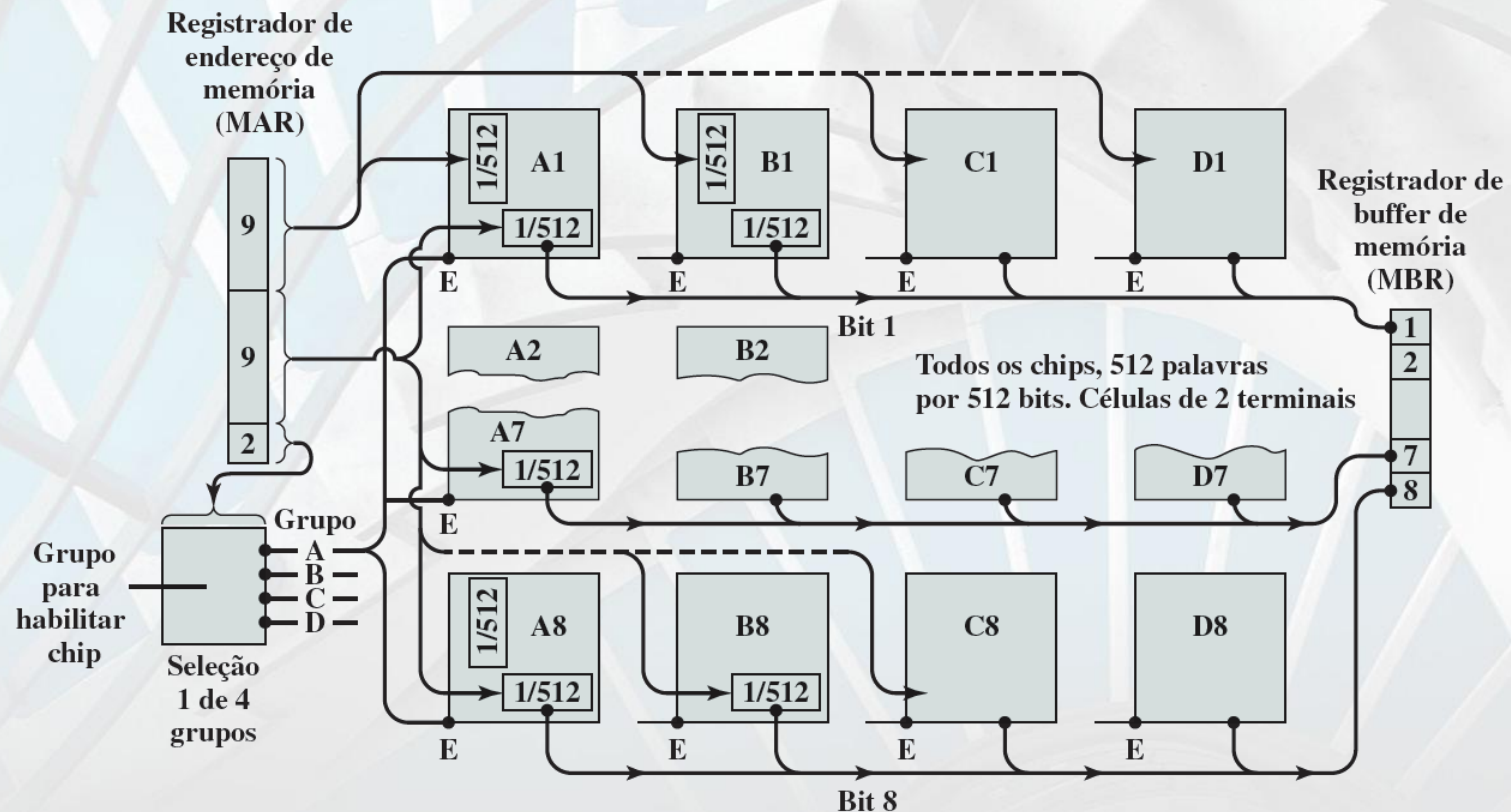 Registrador de
endereço de
memória
(MAR)
9
9
2
Grupo
para
habilitar
chip
Seleção
1 de 4
grupos
Grupo
A
B
C
D
1/512
A1
1/512
E
1/512
B1
1/512
E
C1
E
D1
E
Bit 1
A2
B2
Todos os chips, 512 palavras
por 512 bits. Células de 2 terminais
A7
1/512
E
B7
C7
D7
1/512
A8
1/512
E
B8
1/512
E
C8
E
D8
E
Bit 8
Registrador de
buffer de
memória
(MBR)
1
2
7
8